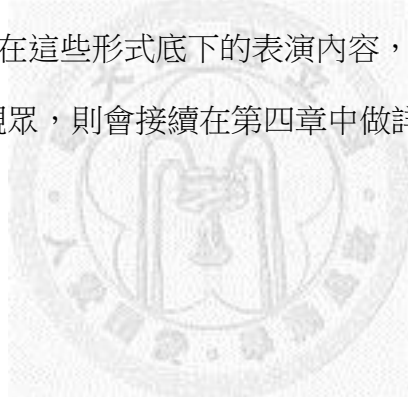 在這些形式底下的表演內容，
眾，則會接續在第四章中做詳